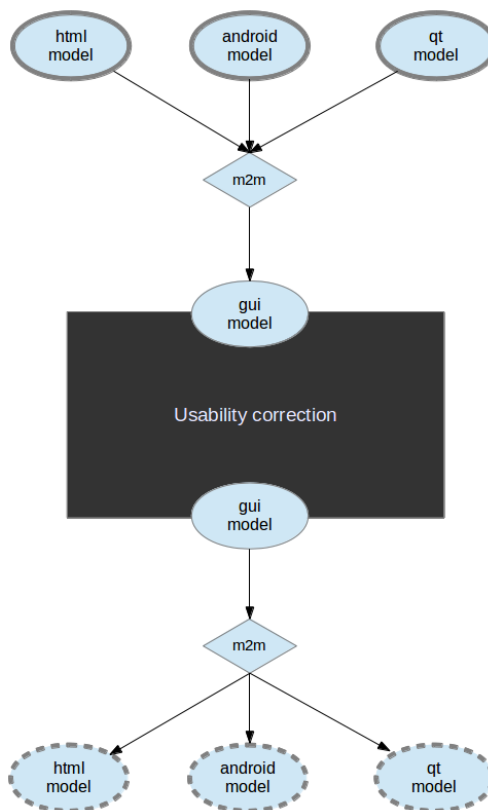 html
model
android
model
qt
model
m2m
gui
model
Usability correction
gui
model
m2m
html
model
android
model
qt
model